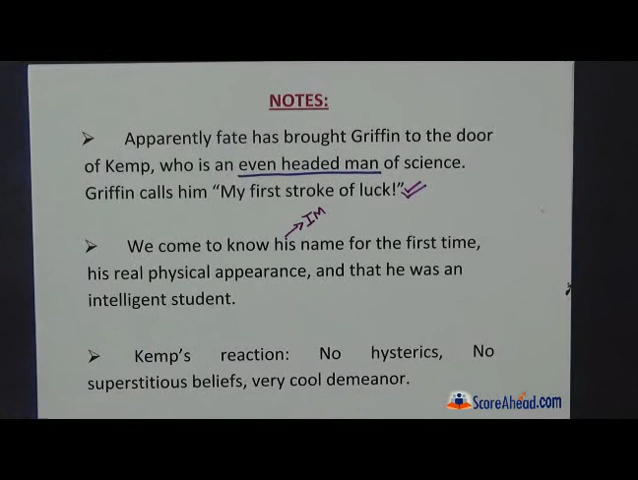 NOTES:
➤ Apparently fate has brought Griffin to the door
of Kemp, who is an even headed man of science.
Griffin calls him “My first stroke of luck!”
IM
➤ We come to know his name for the first time,
his real physical appearance, and that he was an
intelligent student.
➤ Kemp’s reaction: No hysterics, No
superstitious beliefs, very cool demeanor.
ScoreAhead.com